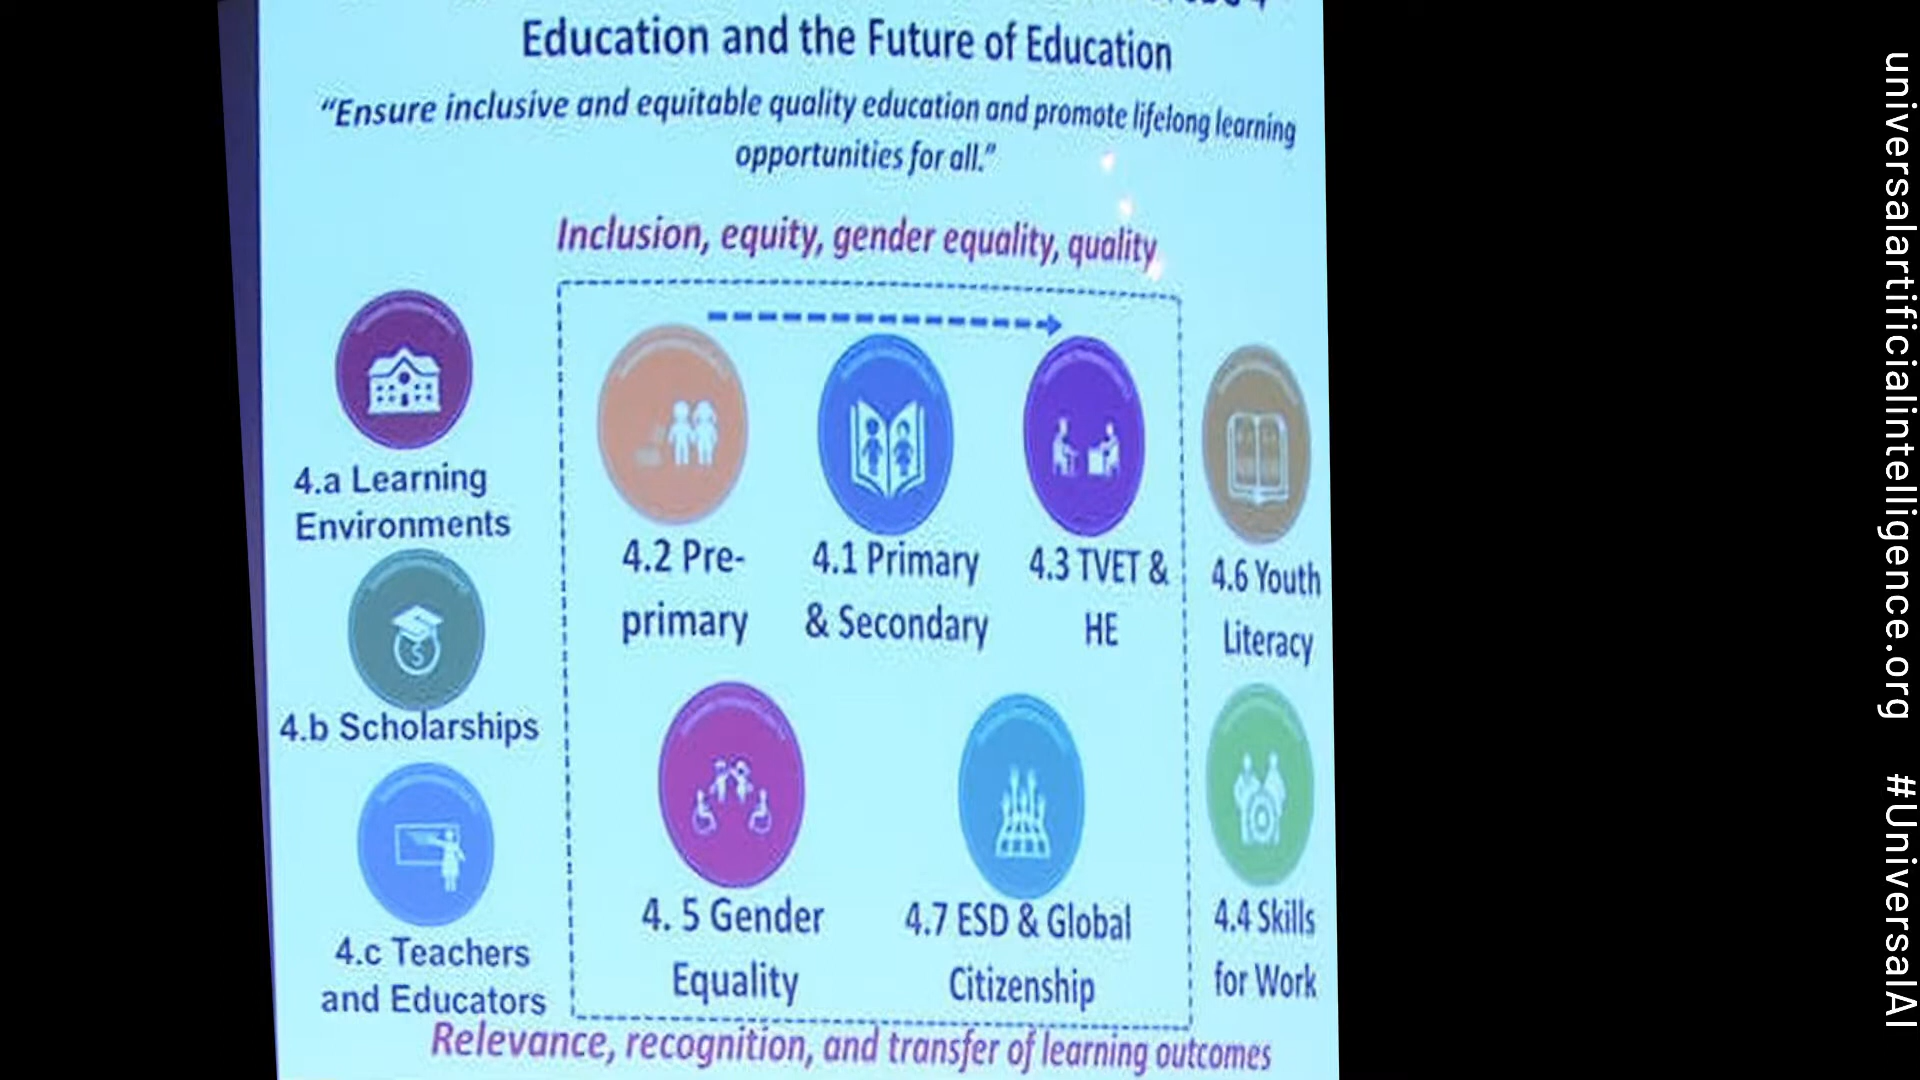 Education and the Future of Education
“Ensure inclusive and equitable quality education and promote lifelong learning
opportunities for all.”
Inclusion, equity, gender equality, quality
4.a Learning
Environments
4.b Scholarships
4.c Teachers
and Educators
4.2 Pre-
primary
4.1 Primary
& Secondary
4.3 TVET &
HE
4. 5 Gender
Equality
4.7 ESD & Global
Citizenship
4.6 Youth
Literacy
4.4 Skills
for Work
Relevance, recognition, and transfer of learning outcomes
universalartificialintelligence.org #UniversalAI